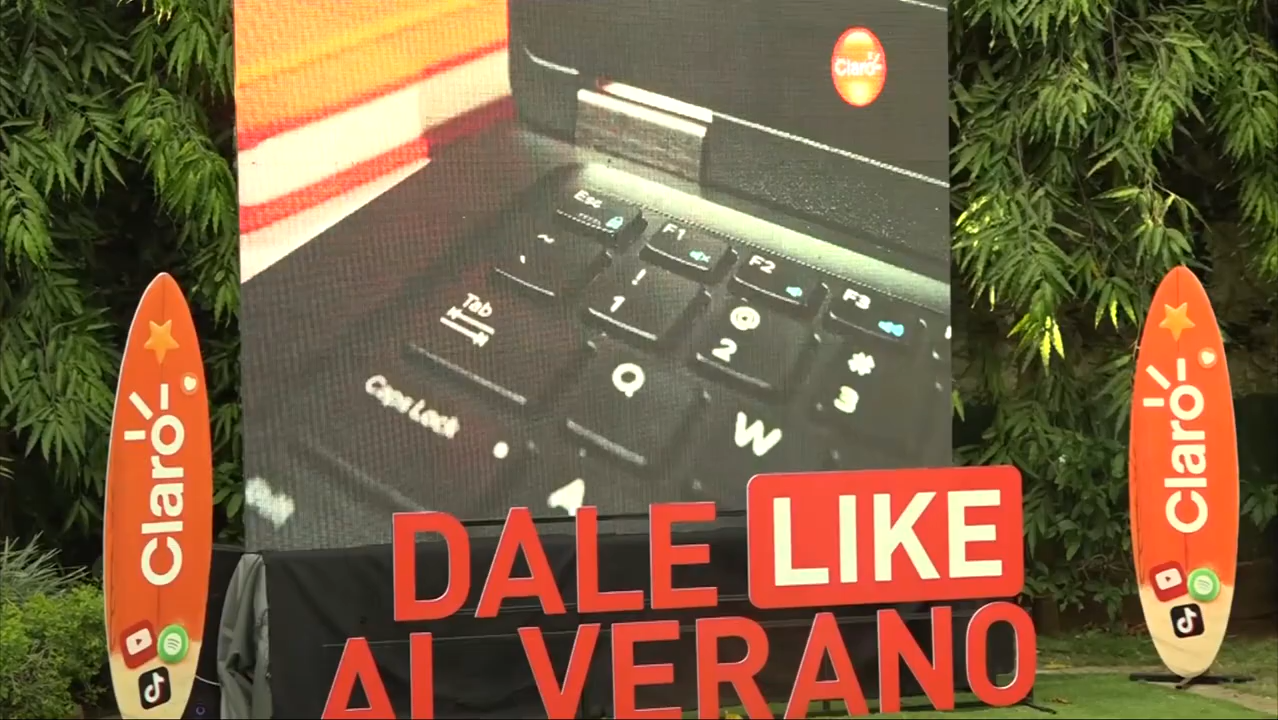 Claro
Esc
F1
F2
F3
~
!
1
@
2
*
3
Tab
Q
W
Caps Lock
A
Claro
Claro
DALE LIKE
AL VERANO